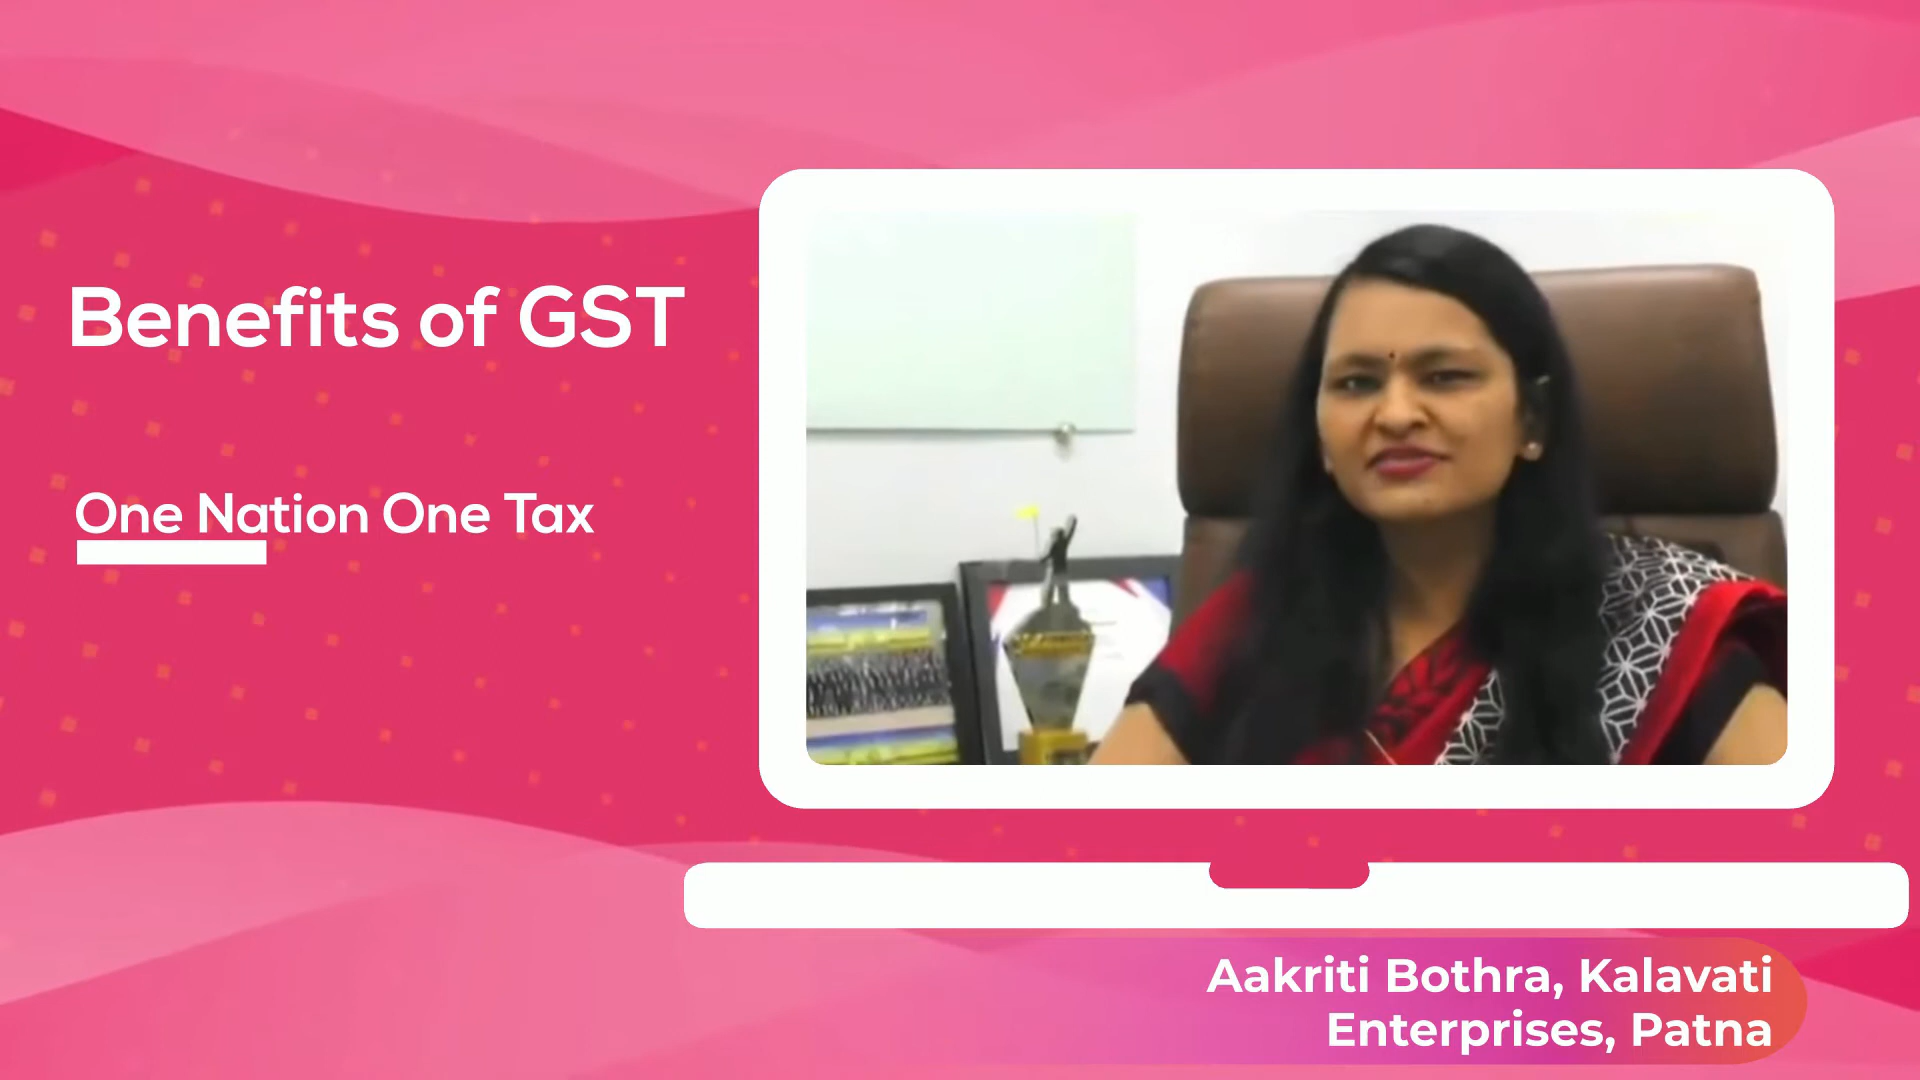 Benefits of GST
One Nation One Tax
Aakriti Bothra, Kalavati
Enterprises, Patna